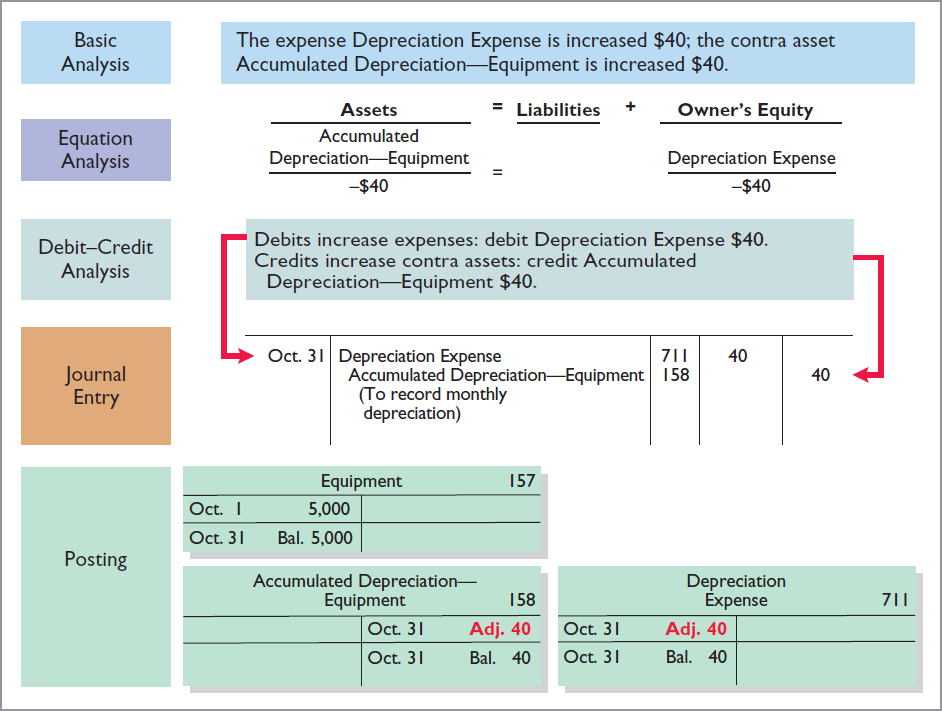 Basic
Analysis
The expense Depreciation Expense is increased $40; the contra asset
Accumulated Depreciation—Equipment is increased $40.
Equation
Analysis
Assets = Liabilities + Owner's Equity
Accumulated
Depreciation—Equipment = Depreciation Expense
–$40 –$40
Debit–Credit
Analysis
Debits increase expenses: debit Depreciation Expense $40.
Credits increase contra assets: credit Accumulated
Depreciation—Equipment $40.
Journal
Entry
Oct. 31 Depreciation Expense 711 40
Accumulated Depreciation—Equipment 158 40
(To record monthly
depreciation)
Posting
Equipment 157
Oct. 1 5,000
Oct. 31 Bal. 5,000
Accumulated Depreciation—
Equipment 158
Oct. 31 Adj. 40
Oct. 31 Bal. 40
Depreciation
Expense 711
Oct. 31 Adj. 40
Oct. 31 Bal. 40